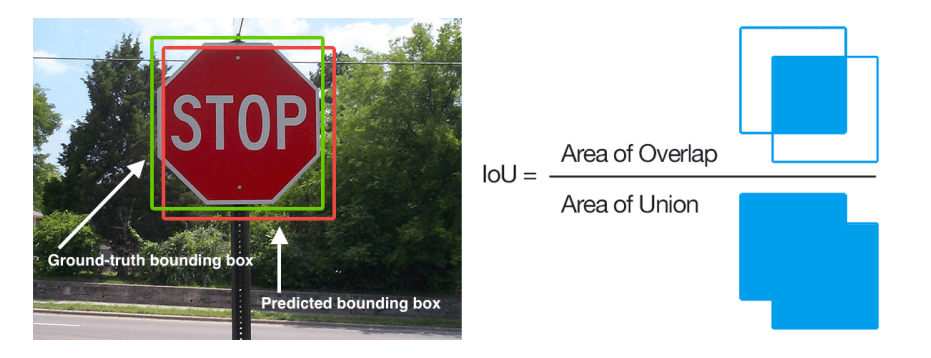 STOP
Ground-truth bounding box
Predicted bounding box
IoU =
Area of Overlap
Area of Union